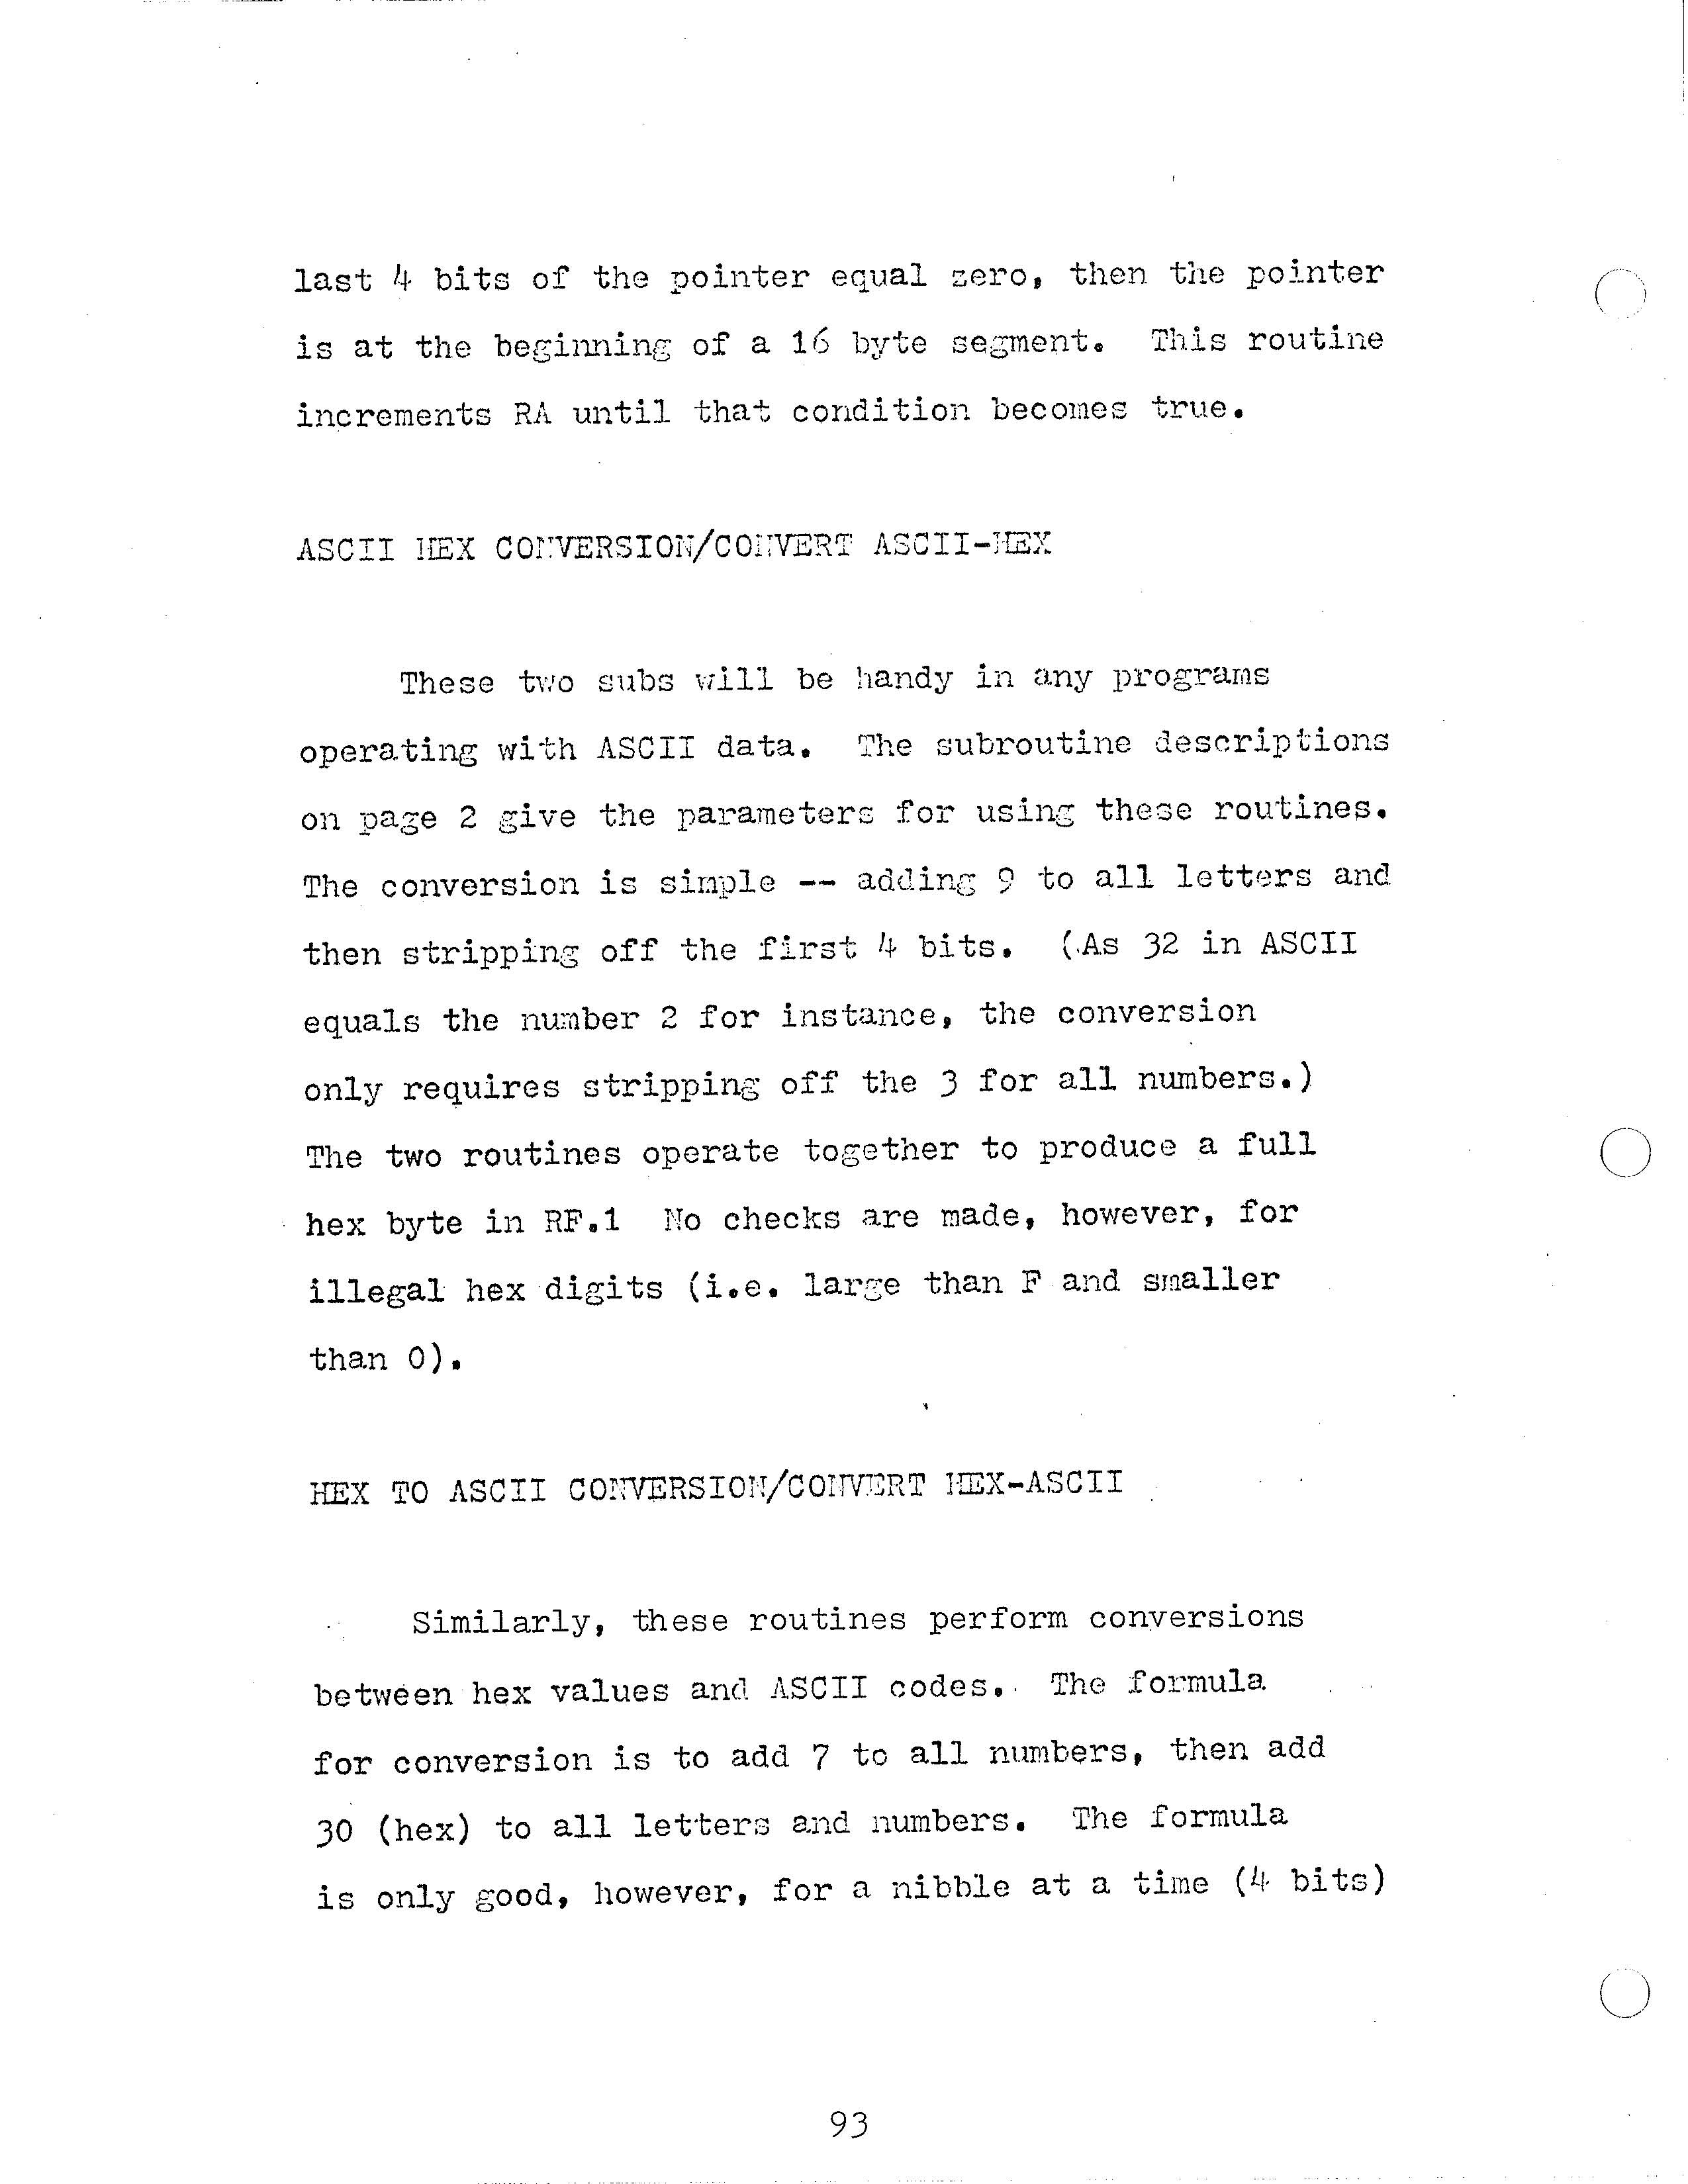 last 4 bits of the pointer equal zero, then the pointer
is at the beginning of a 16 byte segment.  This routine
increments RA until that condition becomes true.
ASCII HEX CONVERSION/CONVERT ASCII-HEX
These two subs will be handy in any programs
operating with ASCII data.  The subroutine descriptions
on page 2 give the parameters for using these routines.
The conversion is simple -- adding 9 to all letters and
then stripping off the first 4 bits.  (As 32 in ASCII
equals the number 2 for instance, the conversion
only requires stripping off the 3 for all numbers.)
The two routines operate together to produce a full
hex byte in RF.1  No checks are made, however, for
illegal hex digits (i.e. large than F and smaller
than 0).
HEX TO ASCII CONVERSION/CONVERT HEX-ASCII
Similarly, these routines perform conversions
between hex values and ASCII codes.  The formula
for conversion is to add 7 to all numbers, then add
30 (hex) to all letters and numbers.  The formula
is only good, however, for a nibble at a time (4 bits)
93